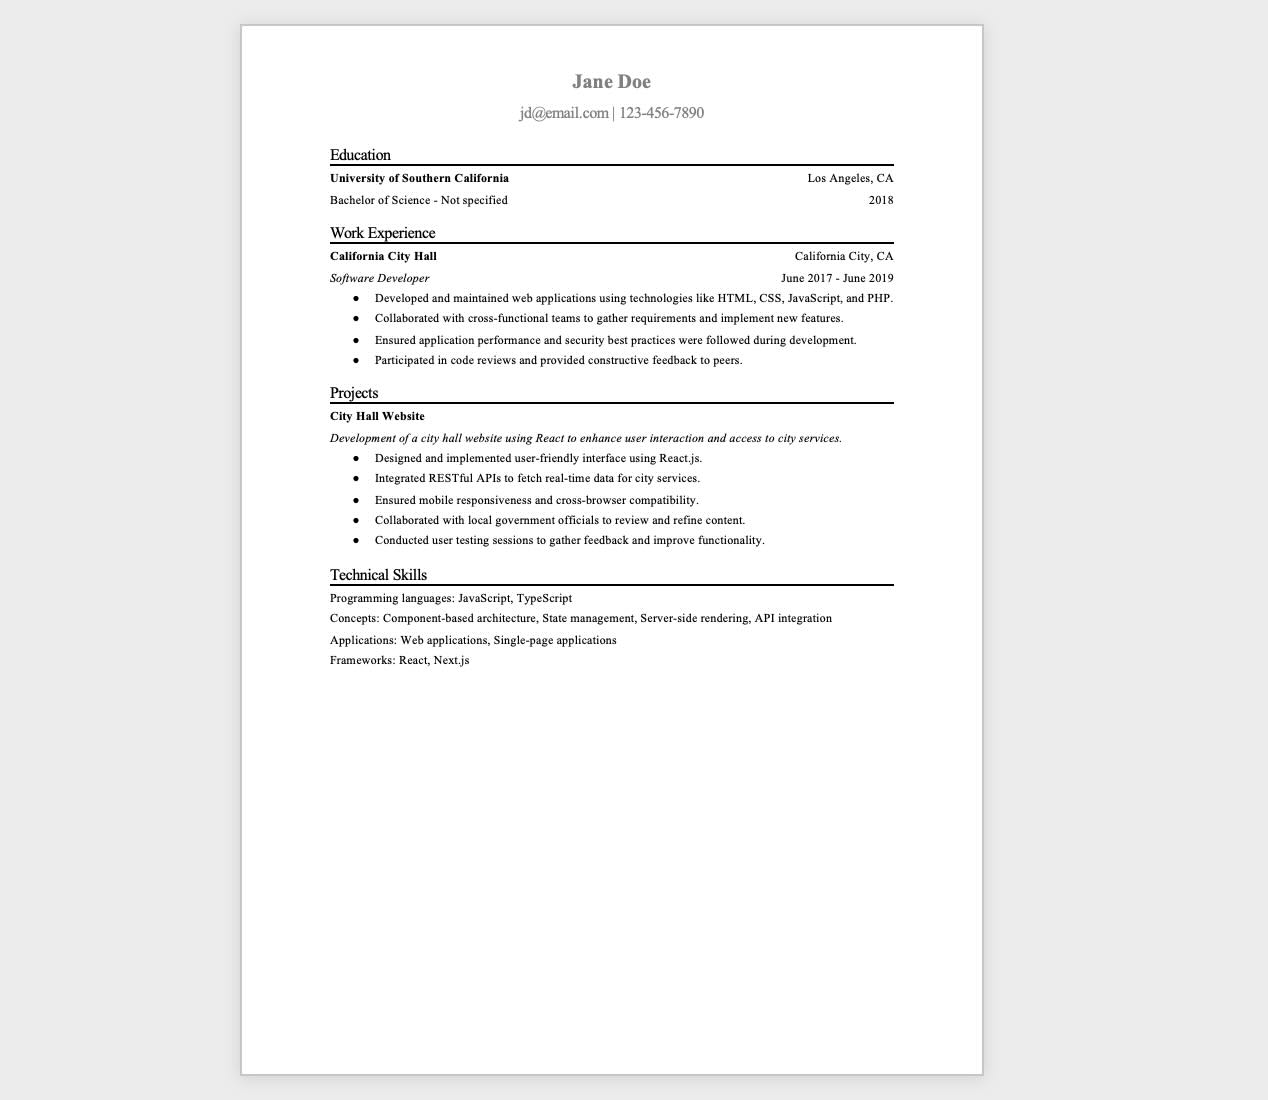 Jane Doe
jd@email.com | 123-456-7890
Education
University of Southern California Los Angeles, CA
Bachelor of Science - Not specified 2018
Work Experience
California City Hall California City, CA
Software Developer June 2017 - June 2019
● Developed and maintained web applications using technologies like HTML, CSS, JavaScript, and PHP.
● Collaborated with cross-functional teams to gather requirements and implement new features.
● Ensured application performance and security best practices were followed during development.
● Participated in code reviews and provided constructive feedback to peers.
Projects
City Hall Website
Development of a city hall website using React to enhance user interaction and access to city services.
● Designed and implemented user-friendly interface using React.js.
● Integrated RESTful APIs to fetch real-time data for city services.
● Ensured mobile responsiveness and cross-browser compatibility.
● Collaborated with local government officials to review and refine content.
● Conducted user testing sessions to gather feedback and improve functionality.
Technical Skills
Programming languages: JavaScript, TypeScript
Concepts: Component-based architecture, State management, Server-side rendering, API integration
Applications: Web applications, Single-page applications
Frameworks: React, Next.js